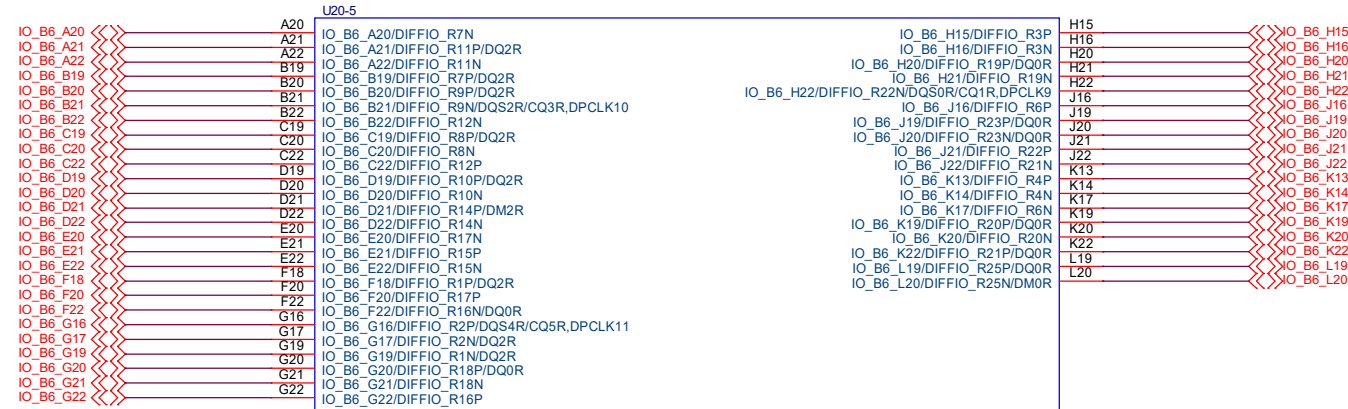 U20-5
IO_B6_A20 A20 IO_B6_A20/DIFFIO_R7N
IO_B6_A21 A21 IO_B6_A21/DIFFIO_R11P/DQ2R
IO_B6_A22 A22 IO_B6_A22/DIFFIO_R11N
IO_B6_B19 B19 IO_B6_B19/DIFFIO_R7P/DQ2R
IO_B6_B20 B20 IO_B6_B20/DIFFIO_R9P/DQ2R
IO_B6_B21 B21 IO_B6_B21/DIFFIO_R9N/DQS2R/CQ3R,DPCLK10
IO_B6_B22 B22 IO_B6_B22/DIFFIO_R12N
IO_B6_C19 C19 IO_B6_C19/DIFFIO_R8P/DQ2R
IO_B6_C20 C20 IO_B6_C20/DIFFIO_R8N
IO_B6_C22 C22 IO_B6_C22/DIFFIO_R12P
IO_B6_D19 D19 IO_B6_D19/DIFFIO_R10P/DQ2R
IO_B6_D20 D20 IO_B6_D20/DIFFIO_R10N
IO_B6_D21 D21 IO_B6_D21/DIFFIO_R14P/DM2R
IO_B6_D22 D22 IO_B6_D22/DIFFIO_R14N
IO_B6_E20 E20 IO_B6_E20/DIFFIO_R17N
IO_B6_E21 E21 IO_B6_E21/DIFFIO_R15P
IO_B6_E22 E22 IO_B6_E22/DIFFIO_R15N
IO_B6_F18 F18 IO_B6_F18/DIFFIO_R1P/DQ2R
IO_B6_F20 F20 IO_B6_F20/DIFFIO_R17P
IO_B6_F22 F22 IO_B6_F22/DIFFIO_R16N/DQ0R
IO_B6_G16 G16 IO_B6_G16/DIFFIO_R2P/DQS4R/CQ5R,DPCLK11
IO_B6_G17 G17 IO_B6_G17/DIFFIO_R2N/DQ2R
IO_B6_G19 G19 IO_B6_G19/DIFFIO_R1N/DQ2R
IO_B6_G20 G20 IO_B6_G20/DIFFIO_R18P/DQ0R
IO_B6_G21 G21 IO_B6_G21/DIFFIO_R18N
IO_B6_G22 G22 IO_B6_G22/DIFFIO_R16P
IO_B6_H15/DIFFIO_R3P H15 IO_B6_H15
IO_B6_H16/DIFFIO_R3N H16 IO_B6_H16
IO_B6_H20/DIFFIO_R19P/DQ0R H20 IO_B6_H20
IO_B6_H21/DIFFIO_R19N H21 IO_B6_H21
IO_B6_H22/DIFFIO_R22N/DQS0R/CQ1R,DPCLK9 H22 IO_B6_H22
IO_B6_J16/DIFFIO_R6P J16 IO_B6_J16
IO_B6_J19/DIFFIO_R23P/DQ0R J19 IO_B6_J19
IO_B6_J20/DIFFIO_R23N/DQ0R J20 IO_B6_J20
IO_B6_J21/DIFFIO_R22P J21 IO_B6_J21
IO_B6_J22/DIFFIO_R21N J22 IO_B6_J22
IO_B6_K13/DIFFIO_R4P K13 IO_B6_K13
IO_B6_K14/DIFFIO_R4N K14 IO_B6_K14
IO_B6_K17/DIFFIO_R6N K17 IO_B6_K17
IO_B6_K19/DIFFIO_R20P/DQ0R K19 IO_B6_K19
IO_B6_K20/DIFFIO_R20N K20 IO_B6_K20
IO_B6_K22/DIFFIO_R21P/DQ0R K22 IO_B6_K22
IO_B6_L19/DIFFIO_R25P/DQ0R L19 IO_B6_L19
IO_B6_L20/DIFFIO_R25N/DM0R L20 IO_B6_L20